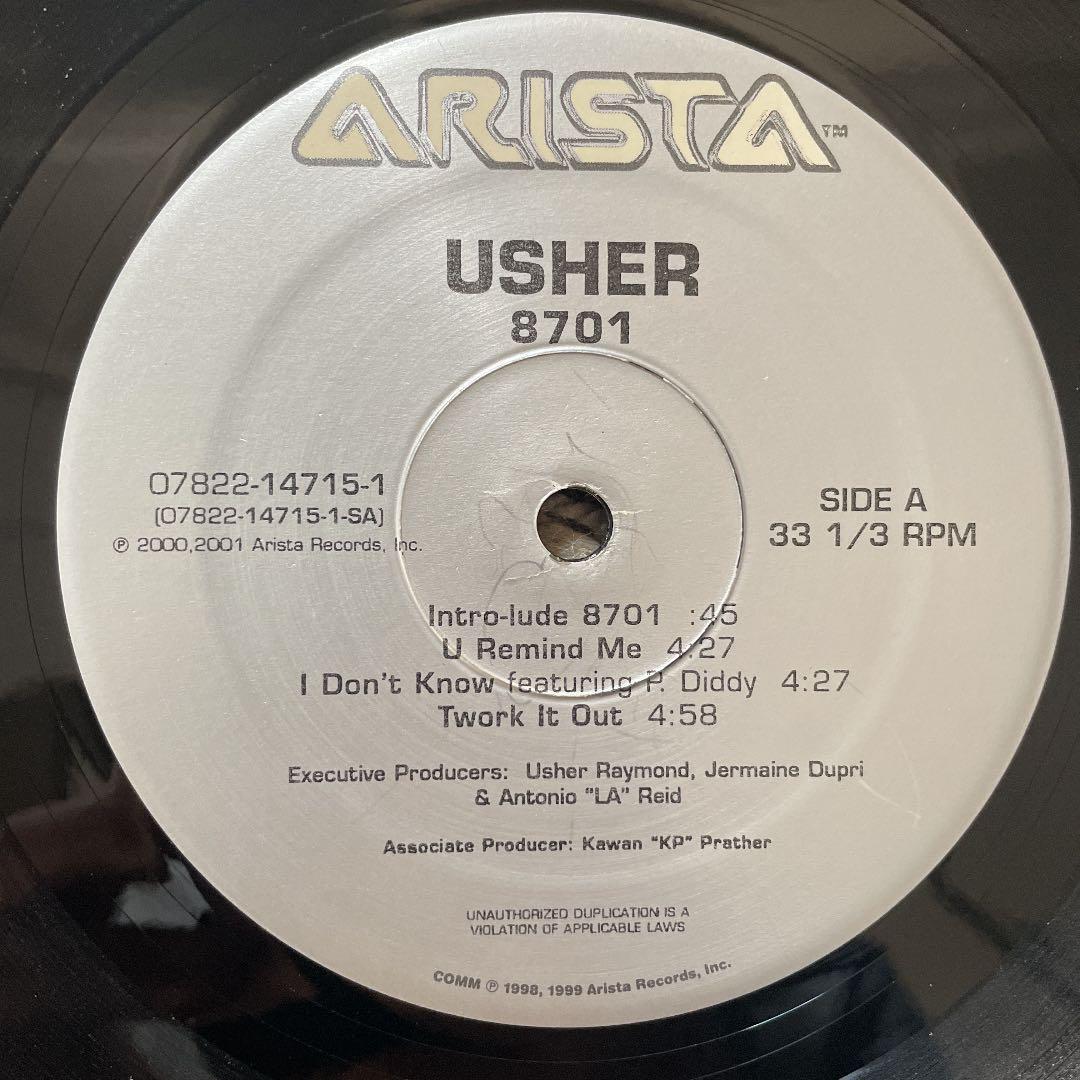 ARISTA™
USHER
8701
07822-14715-1
(07822-14715-1-SA)
℗ 2000,2001 Arista Records, Inc.
SIDE A
33 1/3 RPM
Intro-lude 8701 :45
U Remind Me 4:27
I Don't Know featuring P. Diddy 4:27
Twork It Out 4:58
Executive Producers: Usher Raymond, Jermaine Dupri
& Antonio "LA" Reid
Associate Producer: Kawan "KP" Prather
UNAUTHORIZED DUPLICATION IS A
VIOLATION OF APPLICABLE LAWS
COMM ℗ 1998, 1999 Arista Records, Inc.